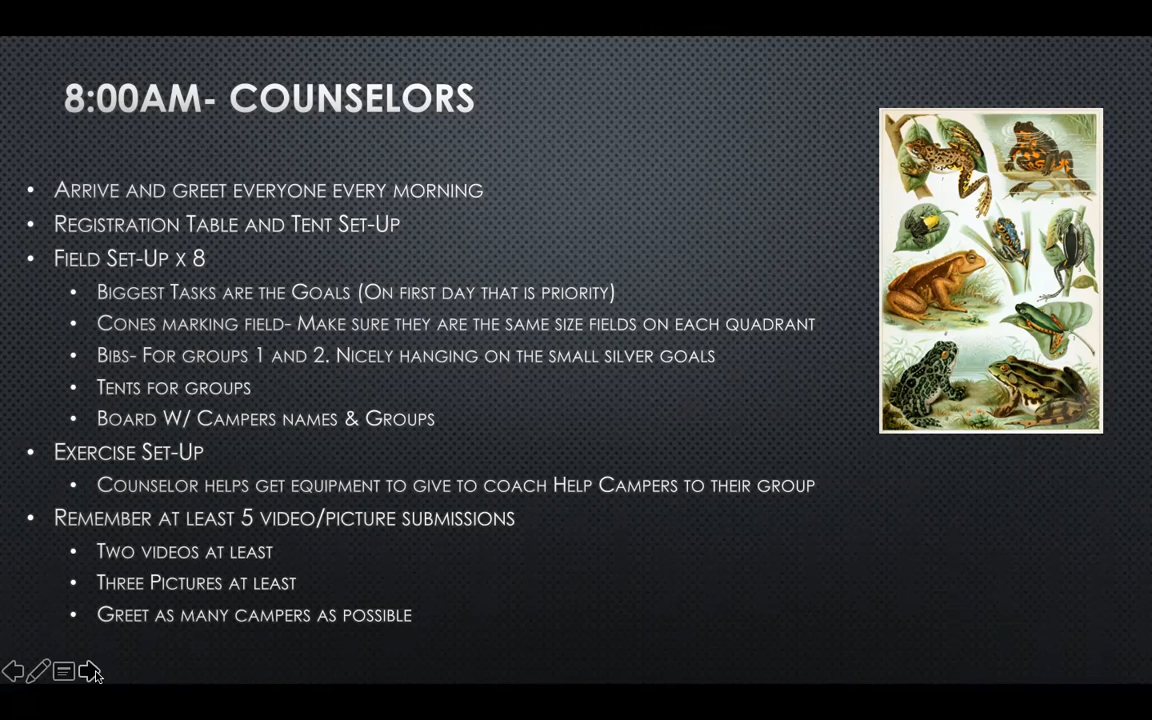 8:00AM- COUNSELORS
• ARRIVE AND GREET EVERYONE EVERY MORNING
• REGISTRATION TABLE AND TENT SET-UP
• FIELD SET-UP X 8
• BIGGEST TASKS ARE THE GOALS (ON FIRST DAY THAT IS PRIORITY)
• CONES MARKING FIELD- MAKE SURE THEY ARE THE SAME SIZE FIELDS ON EACH QUADRANT
• BIBS- FOR GROUPS 1 AND 2. NICELY HANGING ON THE SMALL SILVER GOALS
• TENTS FOR GROUPS
• BOARD W/ CAMPERS NAMES & GROUPS
• EXERCISE SET-UP
• COUNSELOR HELPS GET EQUIPMENT TO GIVE TO COACH HELP CAMPERS TO THEIR GROUP
• REMEMBER AT LEAST 5 VIDEO/PICTURE SUBMISSIONS
• TWO VIDEOS AT LEAST
• THREE PICTURES AT LEAST
• GREET AS MANY CAMPERS AS POSSIBLE